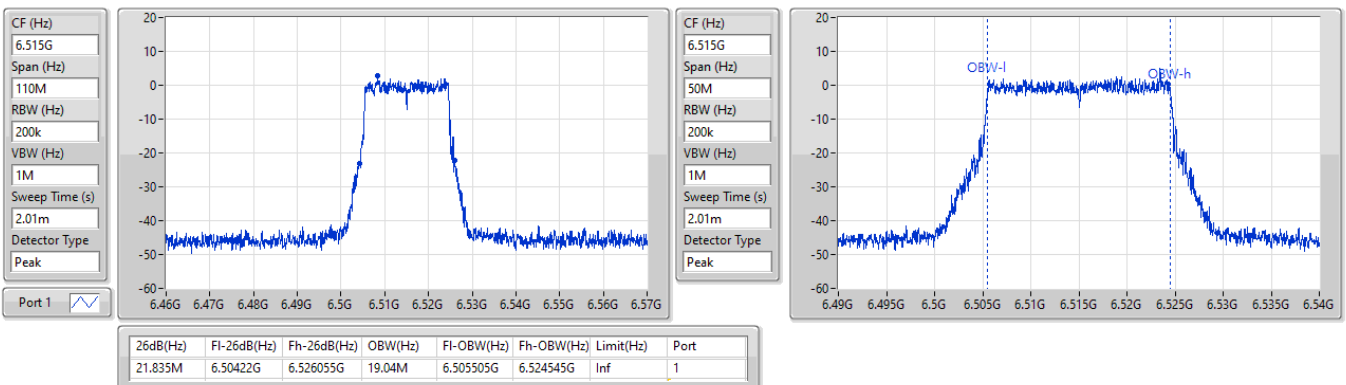 CF (Hz)
6.515G
Span (Hz)
110M
RBW (Hz)
200k
VBW (Hz)
1M
Sweep Time (s)
2.01m
Detector Type
Peak
Port 1
20
10
0
-10
-20
-30
-40
-50
-60
6.46G 6.47G 6.48G 6.49G 6.5G 6.51G 6.52G 6.53G 6.54G 6.55G 6.56G 6.57G
CF (Hz)
6.515G
Span (Hz)
50M
RBW (Hz)
200k
VBW (Hz)
1M
Sweep Time (s)
2.01m
Detector Type
Peak
20
10
0
-10
-20
-30
-40
-50
-60
OBW-l
OBW-h
6.49G 6.495G 6.5G 6.505G 6.51G 6.515G 6.52G 6.525G 6.53G 6.535G 6.54G
26dB(Hz) Fl-26dB(Hz) Fh-26dB(Hz) OBW(Hz) Fl-OBW(Hz) Fh-OBW(Hz) Limit(Hz) Port
21.835M 6.50422G 6.526055G 19.04M 6.505505G 6.524545G Inf 1